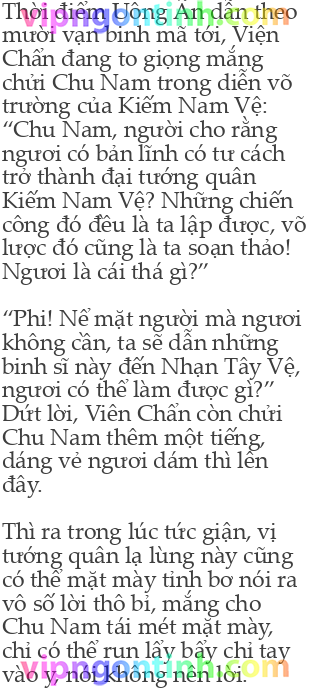 Thời điểm Hồng Ân dẫn theo
mười vạn binh mã tới, Viện
Chẩn đang to giọng mắng
chửi Chu Nam trong diễn võ
trường của Kiếm Nam Vệ:
“Chu Nam, người cho rằng
ngươi có bản lĩnh có tư cách
trở thành đại tướng quân
Kiếm Nam Vệ? Những chiến
công đó đều là ta lập được, võ
lược đó cũng là ta soạn thảo!
Ngươi là cái thá gì?”
“Phi! Nể mặt người mà ngươi
không cần, ta sẽ dẫn những
binh sĩ này đến Nhạn Tây Vệ,
ngươi có thể làm được gì?”
Dứt lời, Viên Chẩn còn chửi
Chu Nam thêm một tiếng,
dáng vẻ ngươi dám thì lên
đây.
Thì ra trong lúc tức giận, vị
tướng quân lạ lùng này cũng
có thể mặt mày tỉnh bơ nói ra
vô số lời thô bỉ, mắng cho
Chu Nam tái mét mặt mày,
chỉ có thể run lẩy bẩy chỉ tay
vào y, nói không nên lời.
vipngontinh.com
vipngontinh.com